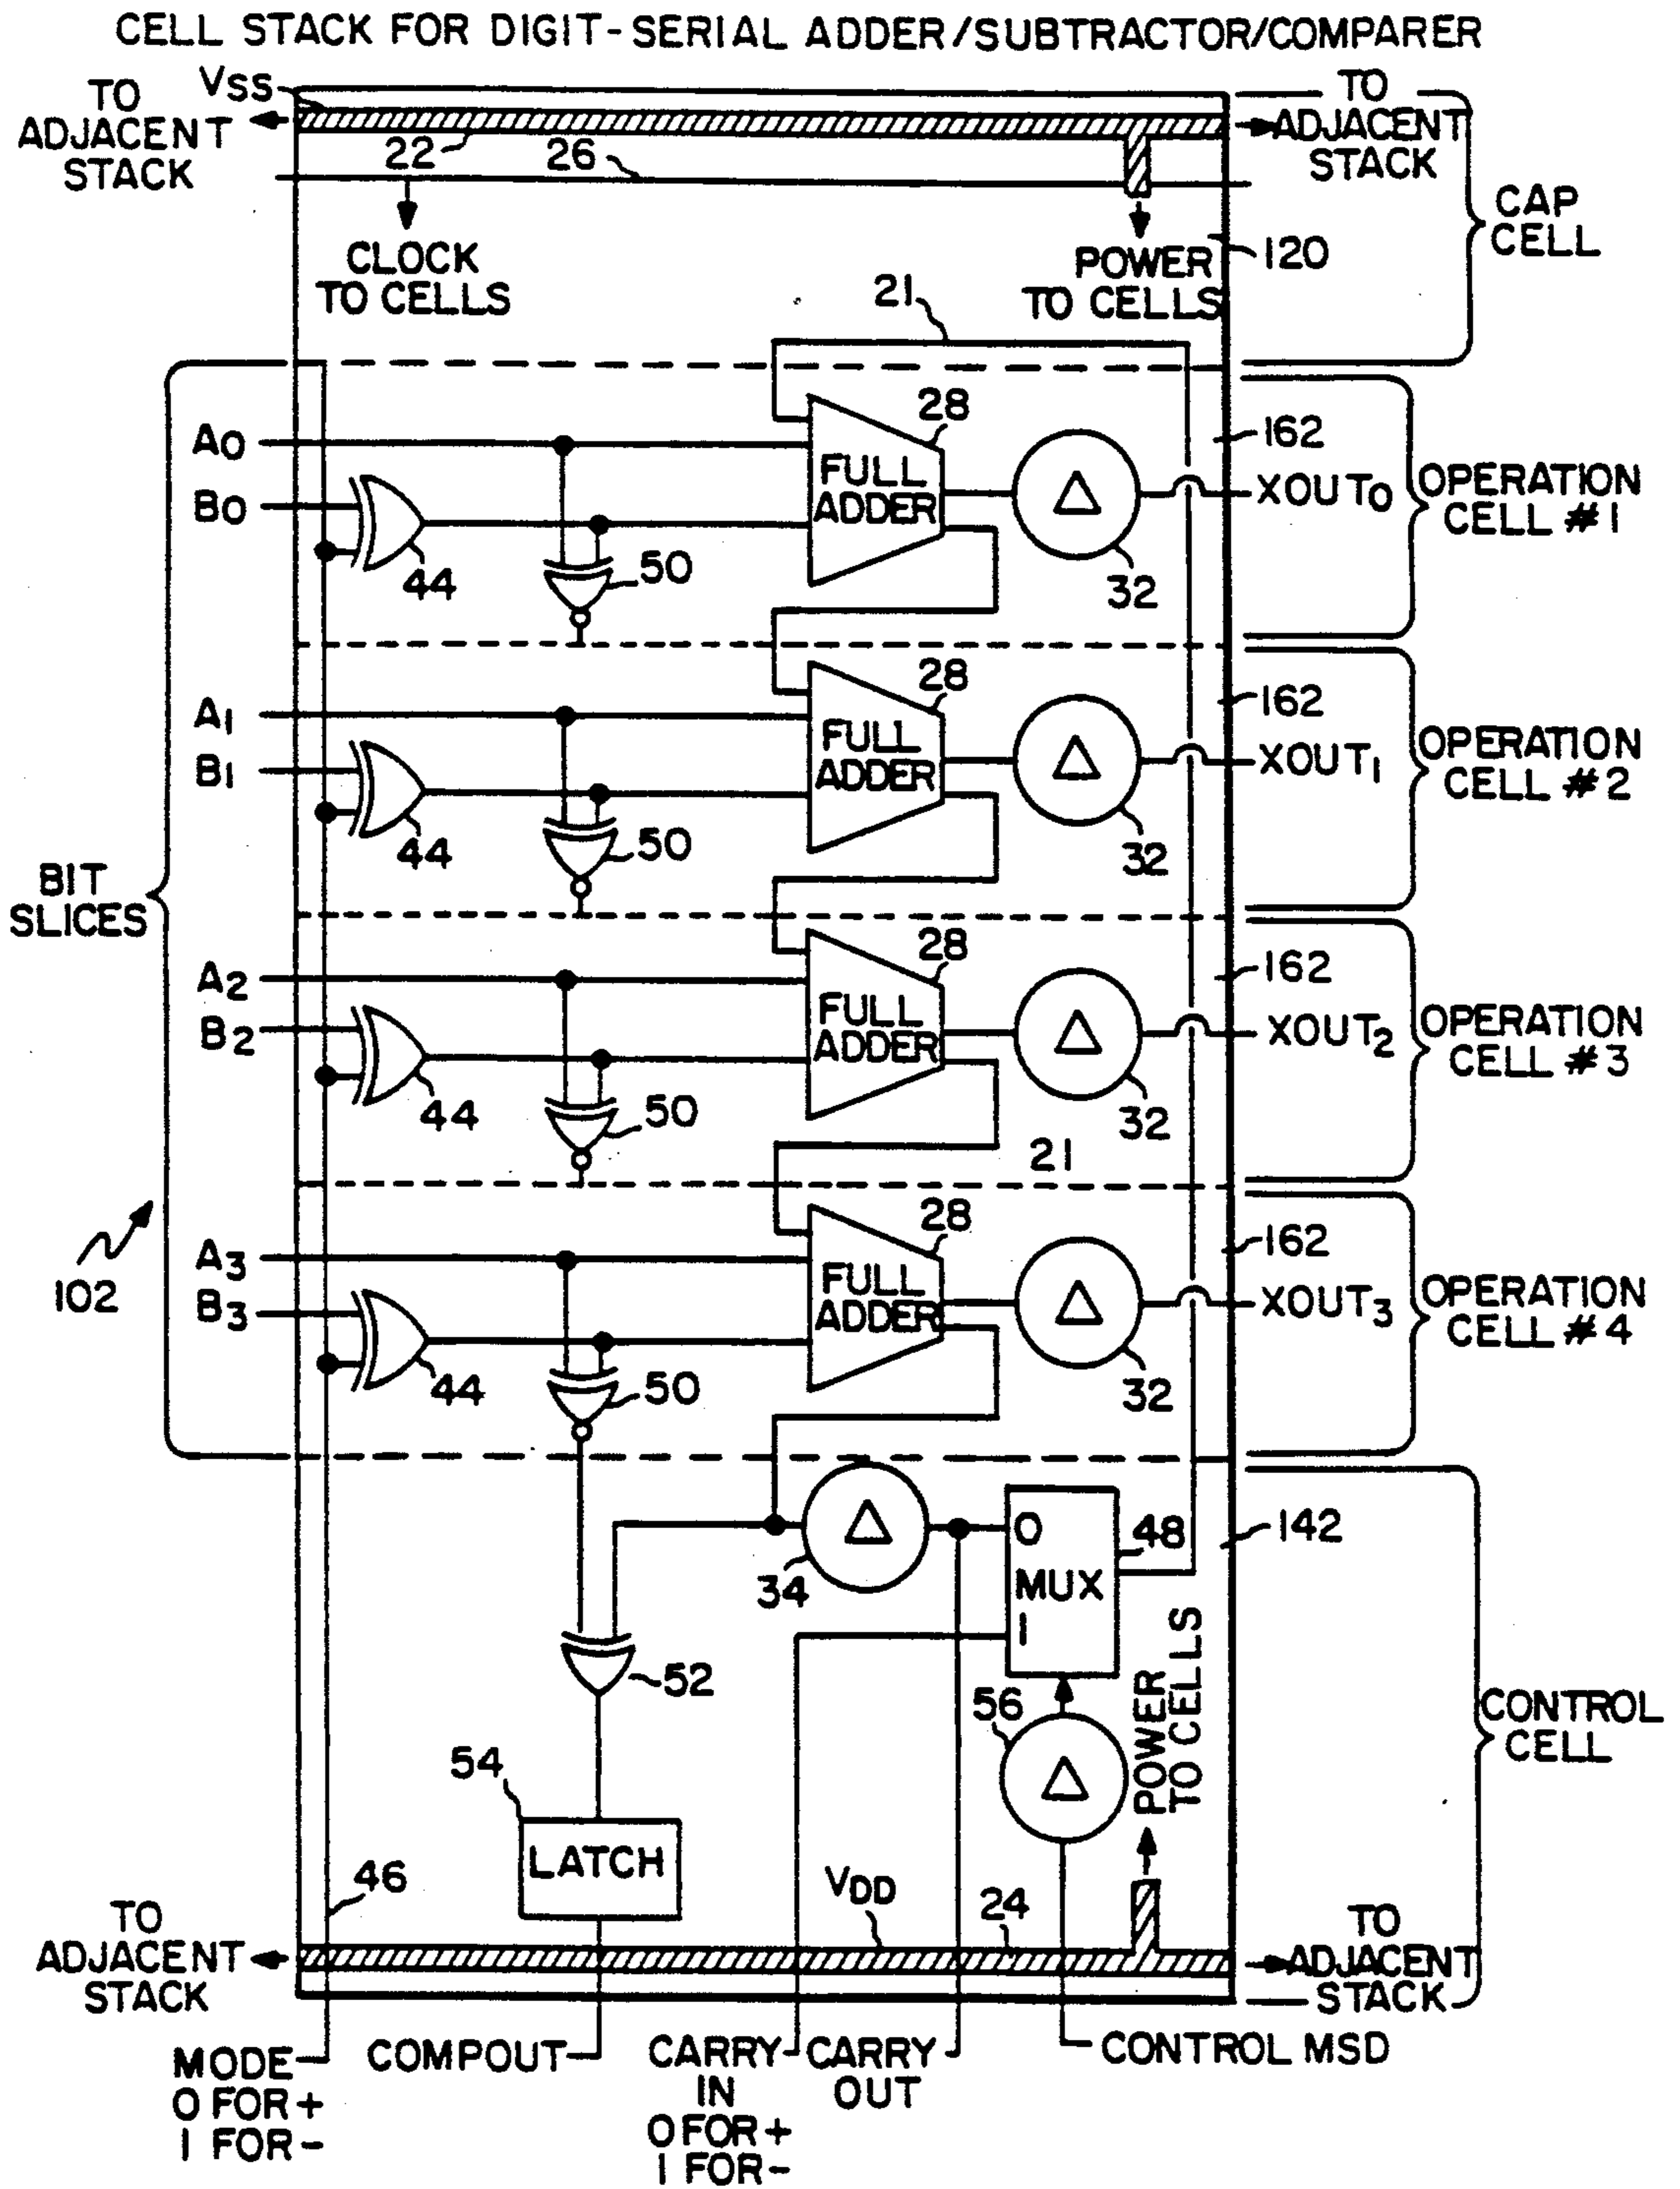 CELL STACK FOR DIGIT-SERIAL ADDER/SUBTRACTOR/COMPARER
VSS
TO
ADJACENT
STACK
TO
ADJACENT
STACK
22
26
CLOCK
TO CELLS
POWER
TO CELLS
120
CAP
CELL
21
A0
B0
44
50
28
FULL
ADDER
32
162
XOUT0
OPERATION
CELL #1
A1
B1
44
50
28
FULL
ADDER
32
162
XOUT1
OPERATION
CELL #2
BIT
SLICES
A2
B2
44
50
28
FULL
ADDER
32
162
XOUT2
OPERATION
CELL #3
21
102
A3
B3
44
50
28
FULL
ADDER
32
162
XOUT3
OPERATION
CELL #4
34
0
MUX
1
48
142
52
56
POWER
TO CELLS
CONTROL
CELL
54
LATCH
46
VDD
24
TO
ADJACENT
STACK
TO
ADJACENT
STACK
MODE
0 FOR +
1 FOR -
COMPOUT
CARRY
IN
0 FOR +
1 FOR -
CARRY
OUT
CONTROL MSD